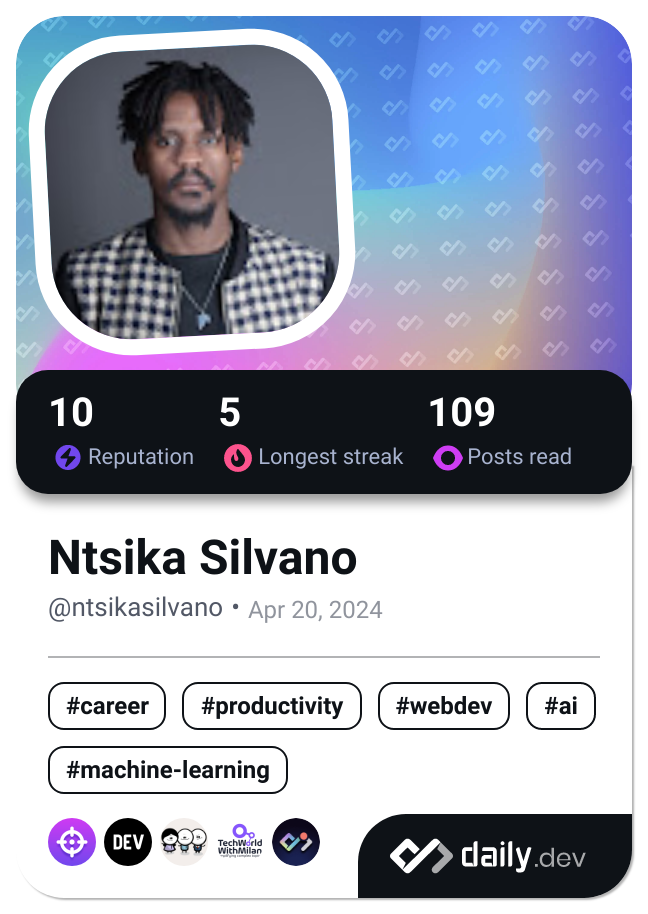 10 5 109
Reputation Longest streak Posts read
Ntsika Silvano
@ntsikasilvano • Apr 20, 2024
#career #productivity #webdev #ai
#machine-learning
DEV TechWorld
WithMilan
daily.dev